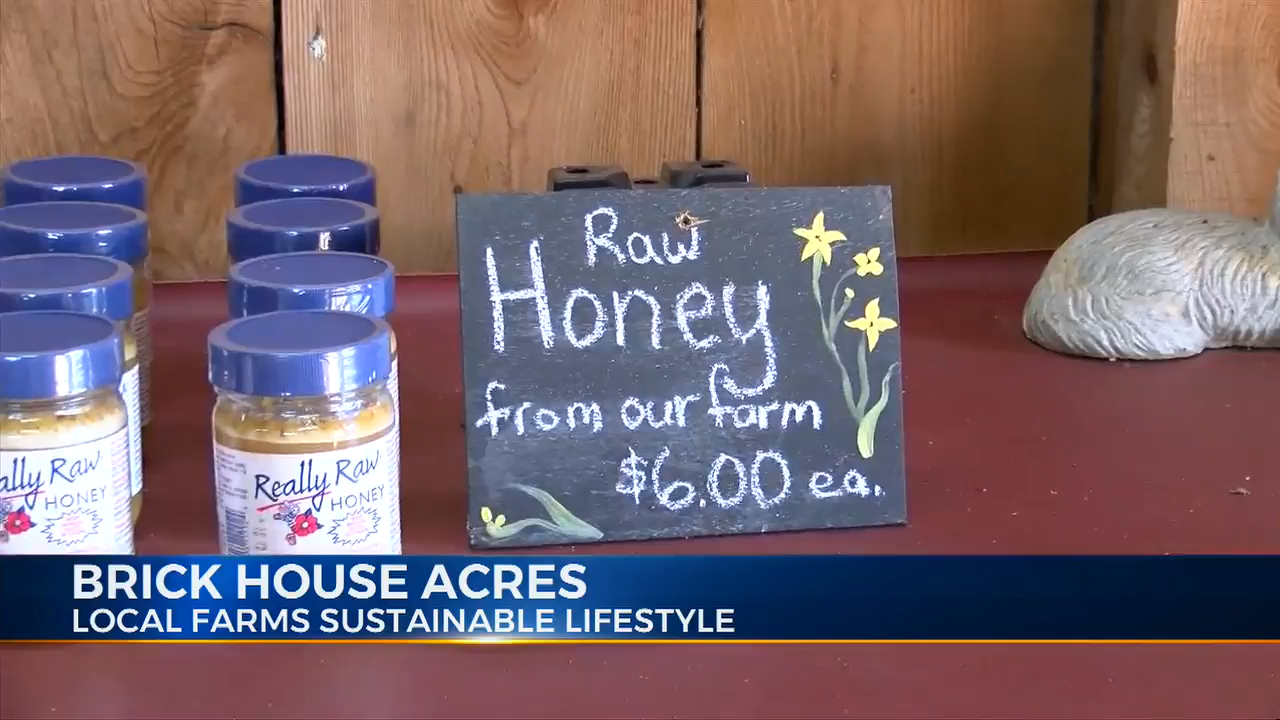 Raw
Honey
from our farm
$6.00 ea.
ally Raw
HONEY
Really Raw
HONEY
BRICK HOUSE ACRES
LOCAL FARMS SUSTAINABLE LIFESTYLE